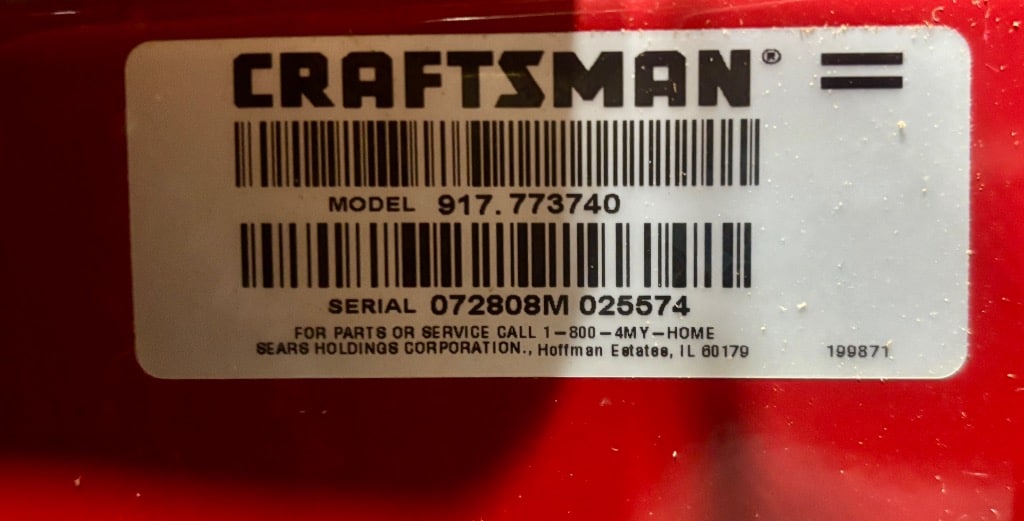 CRAFTSMAN®
MODEL 917.773740
SERIAL 072808M 025574
FOR PARTS OR SERVICE CALL 1-800-4MY-HOME
SEARS HOLDINGS CORPORATION., Hoffman Estates, IL 60179
199871